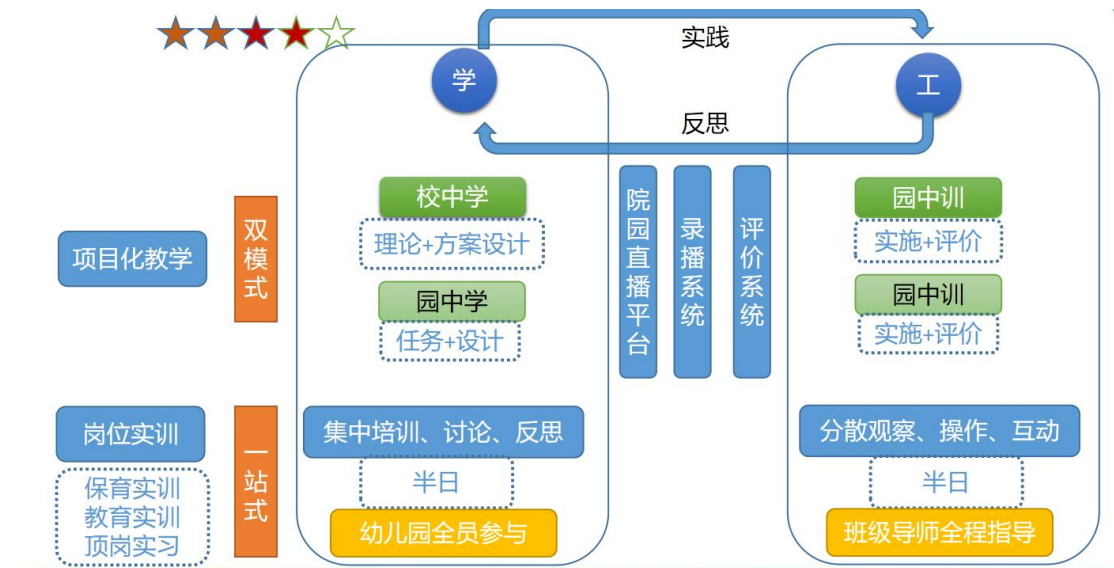 实践
学
工
反思
校中学
理论+方案设计
园中学
任务+设计
项目化教学
双模式
院园直播平台
录播系统
评价系统
园中训
实施+评价
园中训
实施+评价
岗位实训
保育实训
教育实训
顶岗实习
一站式
集中培训、讨论、反思
半日
幼儿园全员参与
分散观察、操作、互动
半日
班级导师全程指导